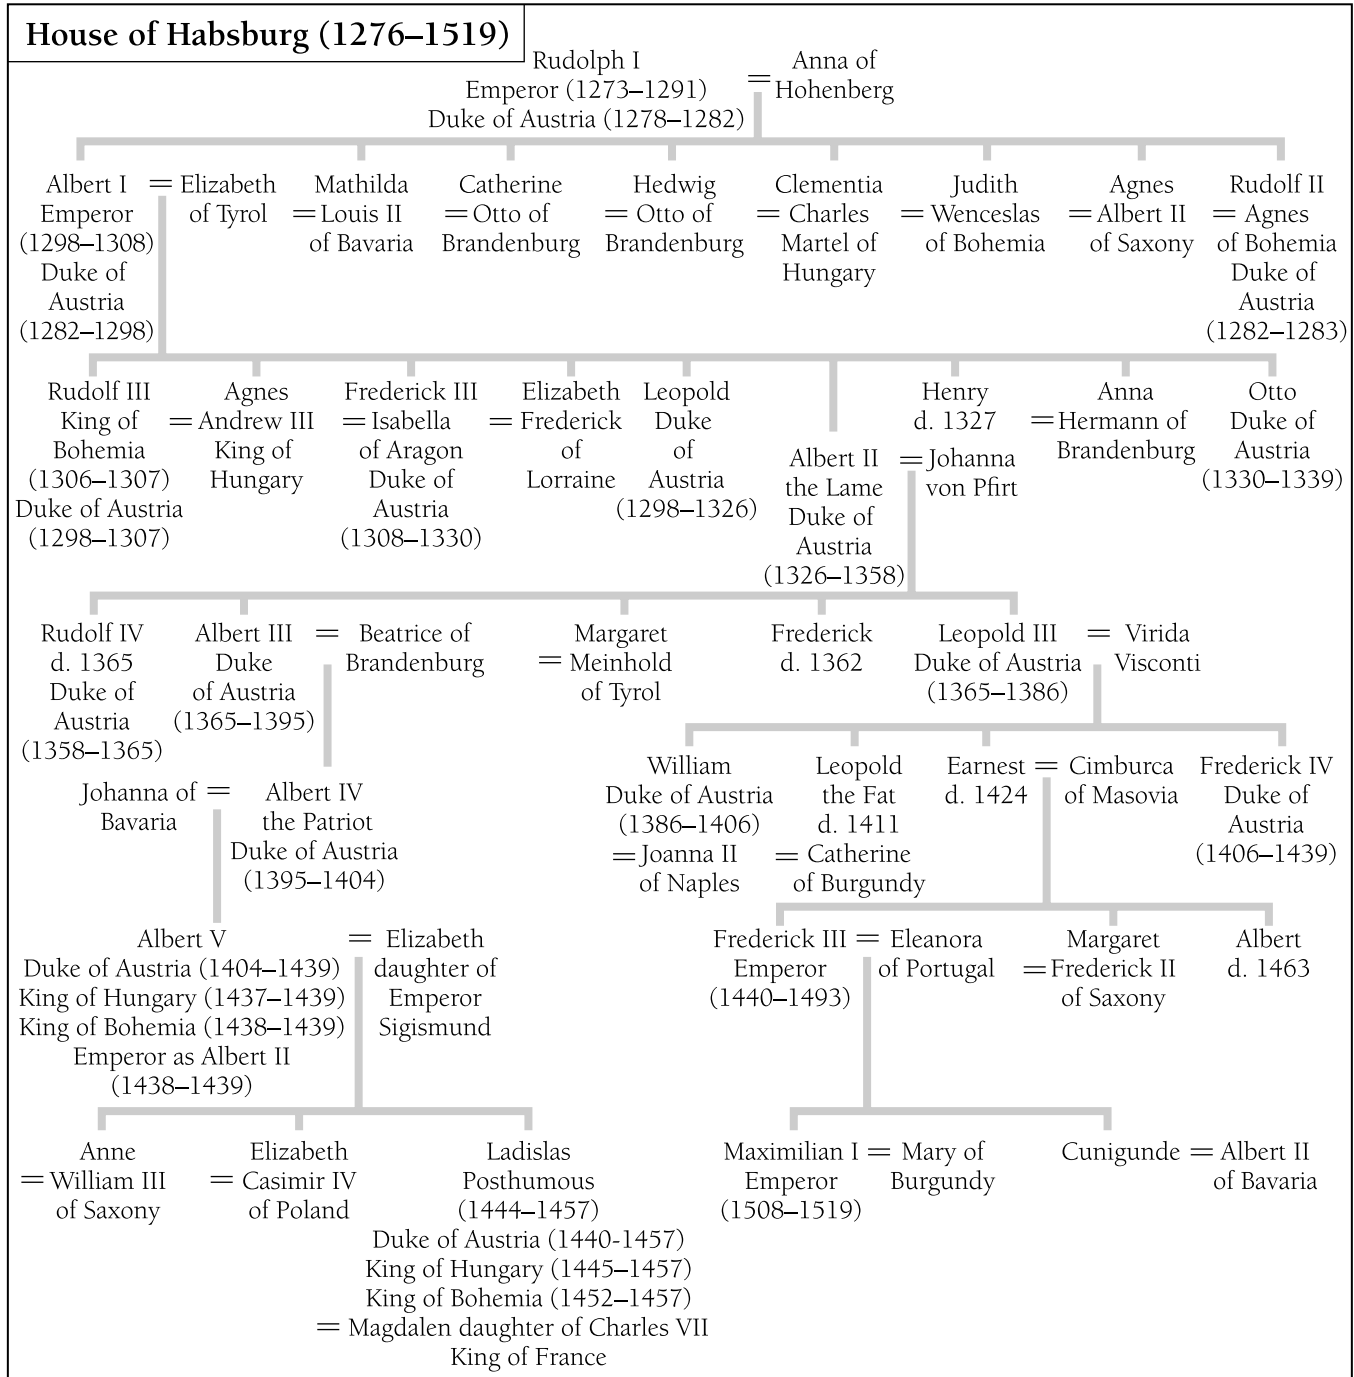 House of Habsburg (1276–1519)
Rudolph I
Emperor (1273–1291)
Duke of Austria (1278–1282)
= Anna of
Hohenberg
Albert I
Emperor
(1298–1308)
Duke of
Austria
(1282–1298)
= Elizabeth
of Tyrol
Mathilda
= Louis II
of Bavaria
Catherine
= Otto of
Brandenburg
Hedwig
= Otto of
Brandenburg
Clementia
= Charles
Martel of
Hungary
Judith
= Wenceslas
of Bohemia
Agnes
= Albert II
of Saxony
Rudolf II
= Agnes
of Bohemia
Duke of
Austria
(1282–1283)
Rudolf III
King of
Bohemia
(1306–1307)
Duke of Austria
(1298–1307)
Agnes
= Andrew III
King of
Hungary
Frederick III
= Isabella
of Aragon
Duke of
Austria
(1308–1330)
Elizabeth
= Frederick
of
Lorraine
Leopold
Duke
of
Austria
(1298–1326)
Albert II
the Lame
Duke of
Austria
(1326–1358)
= Johanna
von Pfirt
Henry
d. 1327
Anna
= Hermann of
Brandenburg
Otto
Duke of
Austria
(1330–1339)
Rudolf IV
d. 1365
Duke of
Austria
(1358–1365)
Albert III
Duke
of Austria
(1365–1395)
= Beatrice of
Brandenburg
Margaret
= Meinhold
of Tyrol
Frederick
d. 1362
Leopold III
Duke of Austria
(1365–1386)
= Virida
Visconti
Johanna of
Bavaria
= Albert IV
the Patriot
Duke of Austria
(1395–1404)
William
Duke of Austria
(1386–1406)
= Joanna II
of Naples
Leopold
the Fat
d. 1411
= Catherine
of Burgundy
Earnest
d. 1424
= Cimburca
of Masovia
Frederick IV
Duke of
Austria
(1406–1439)
Albert V
Duke of Austria (1404–1439)
King of Hungary (1437–1439)
King of Bohemia (1438–1439)
Emperor as Albert II
(1438–1439)
= Elizabeth
daughter of
Emperor
Sigismund
Frederick III
Emperor
(1440–1493)
= Eleanora
of Portugal
Margaret
= Frederick II
of Saxony
Albert
d. 1463
Anne
= William III
of Saxony
Elizabeth
= Casimir IV
of Poland
Ladislas
Posthumous
(1444–1457)
Duke of Austria (1440-1457)
King of Hungary (1445–1457)
King of Bohemia (1452–1457)
= Magdalen daughter of Charles VII
King of France
Maximilian I
Emperor
(1508–1519)
= Mary of
Burgundy
Cunigunde
= Albert II
of Bavaria